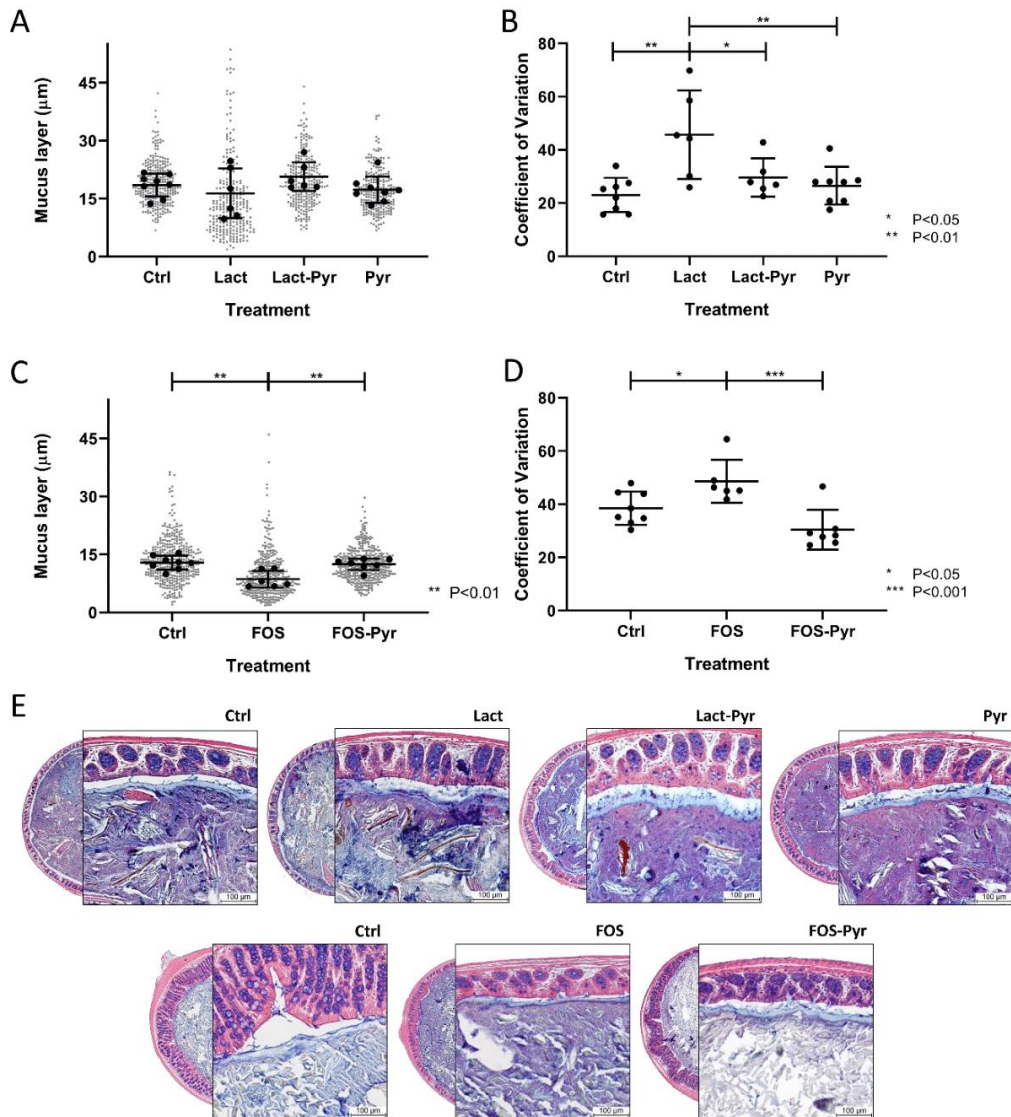 A
Mucus layer (μm)
45
30
15
0
Ctrl Lact Lact-Pyr Pyr
Treatment
B
** 
** *
Coefficient of Variation
80
60
40
20
0
Ctrl Lact Lact-Pyr Pyr
Treatment
* P<0.05
** P<0.01
C
** **
Mucus layer (μm)
45
30
15
0
Ctrl FOS FOS-Pyr
Treatment
** P<0.01
D
* ***
Coefficient of Variation
80
60
40
20
0
Ctrl FOS FOS-Pyr
Treatment
* P<0.05
*** P<0.001
E
Ctrl Lact Lact-Pyr Pyr
100 μm 100 μm 100 μm 100 μm
Ctrl FOS FOS-Pyr
100 μm 100 μm 100 μm